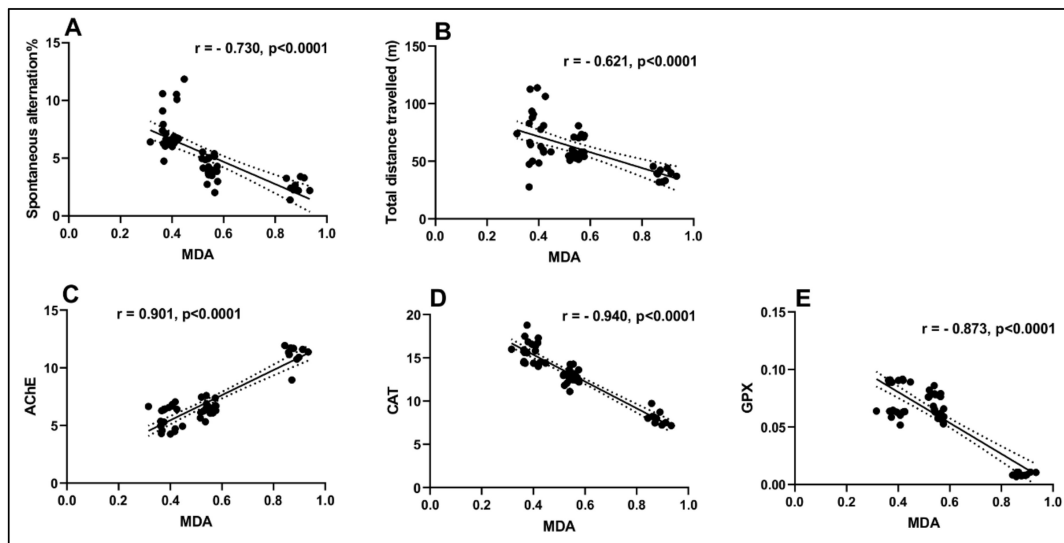 A
r = - 0.730, p<0.0001
Spontaneous alternation%
15
10
5
0
0.0 0.2 0.4 0.6 0.8 1.0
MDA
B
r = - 0.621, p<0.0001
Total distance travelled (m)
150
100
50
0
0.0 0.2 0.4 0.6 0.8 1.0
MDA
C
r = 0.901, p<0.0001
AChE
15
10
5
0
0.0 0.2 0.4 0.6 0.8 1.0
MDA
D
r = - 0.940, p<0.0001
CAT
20
15
10
5
0
0.0 0.2 0.4 0.6 0.8 1.0
MDA
E
r = - 0.873, p<0.0001
GPX
0.15
0.10
0.05
0.00
0.0 0.2 0.4 0.6 0.8 1.0
MDA